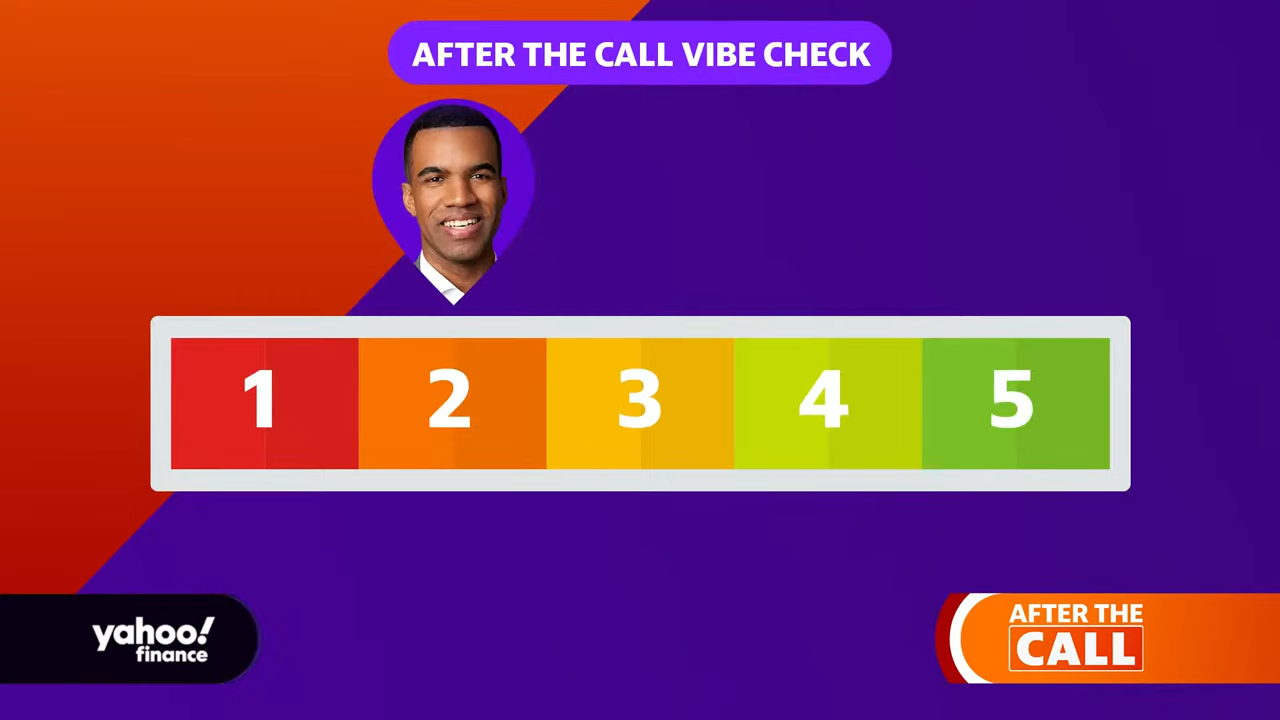 AFTER THE CALL VIBE CHECK
1 2 3 4 5
yahoo!
finance
AFTER THE
CALL